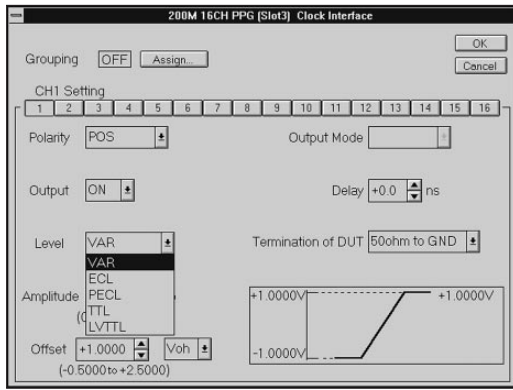 200M 16CH PPG (Slot3) Clock Interface
OK
Grouping OFF Assign... Cancel
CH1 Setting
1 2 3 4 5 6 7 8 9 10 11 12 13 14 15 16
Polarity POS Output Mode
Output ON Delay +0.0 ns
Level VAR Termination of DUT 50ohm to GND
VAR
ECL
PECL
TTL
LVTTL
Amplitude
+1.0000V +1.0000V
Offset +1.0000 Voh -1.0000V
(-0.5000to+2.5000)